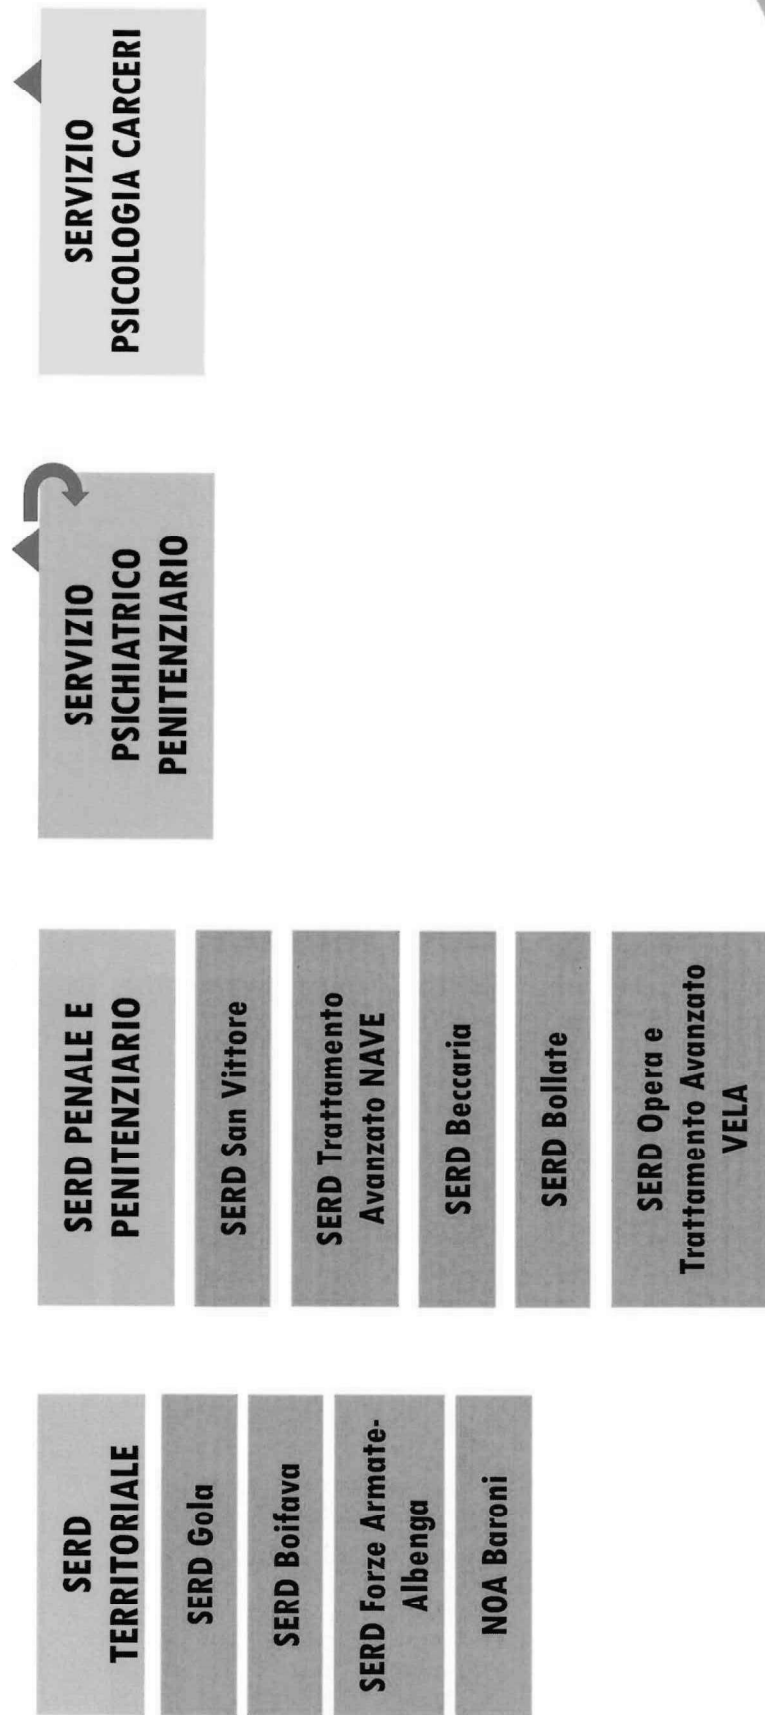 SERD
TERRITORIALE
SERD Gola
SERD Boifava
SERD Forze Armate-
Albenga
NOA Baroni
SERD PENALE E
PENITENZIARIO
SERD San Vittore
SERD Trattamento
Avanzato NAVE
SERD Beccaria
SERD Bollate
SERD Opera e
Trattamento Avanzato
VELA
SERVIZIO
PSICHIATRICO
PENITENZIARIO
SERVIZIO
PSICOLOGIA CARCERI